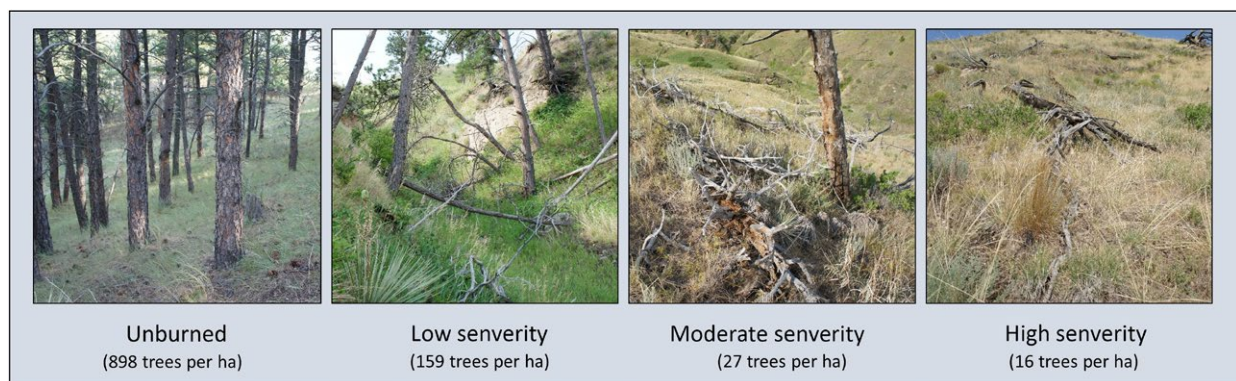 Unburned
(898 trees per ha)
Low senverity
(159 trees per ha)
Moderate senverity
(27 trees per ha)
High senverity
(16 trees per ha)